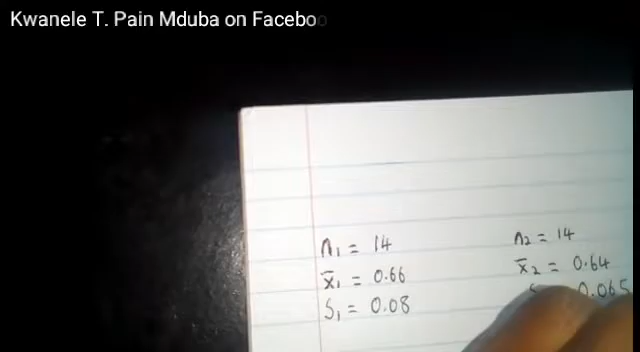 Kwanele T. Pain Mduba on Faceboo
n₁ = 14
x̄₁ = 0.66
S₁ = 0.08
n₂ = 14
x̄₂ = 0.64
0.065